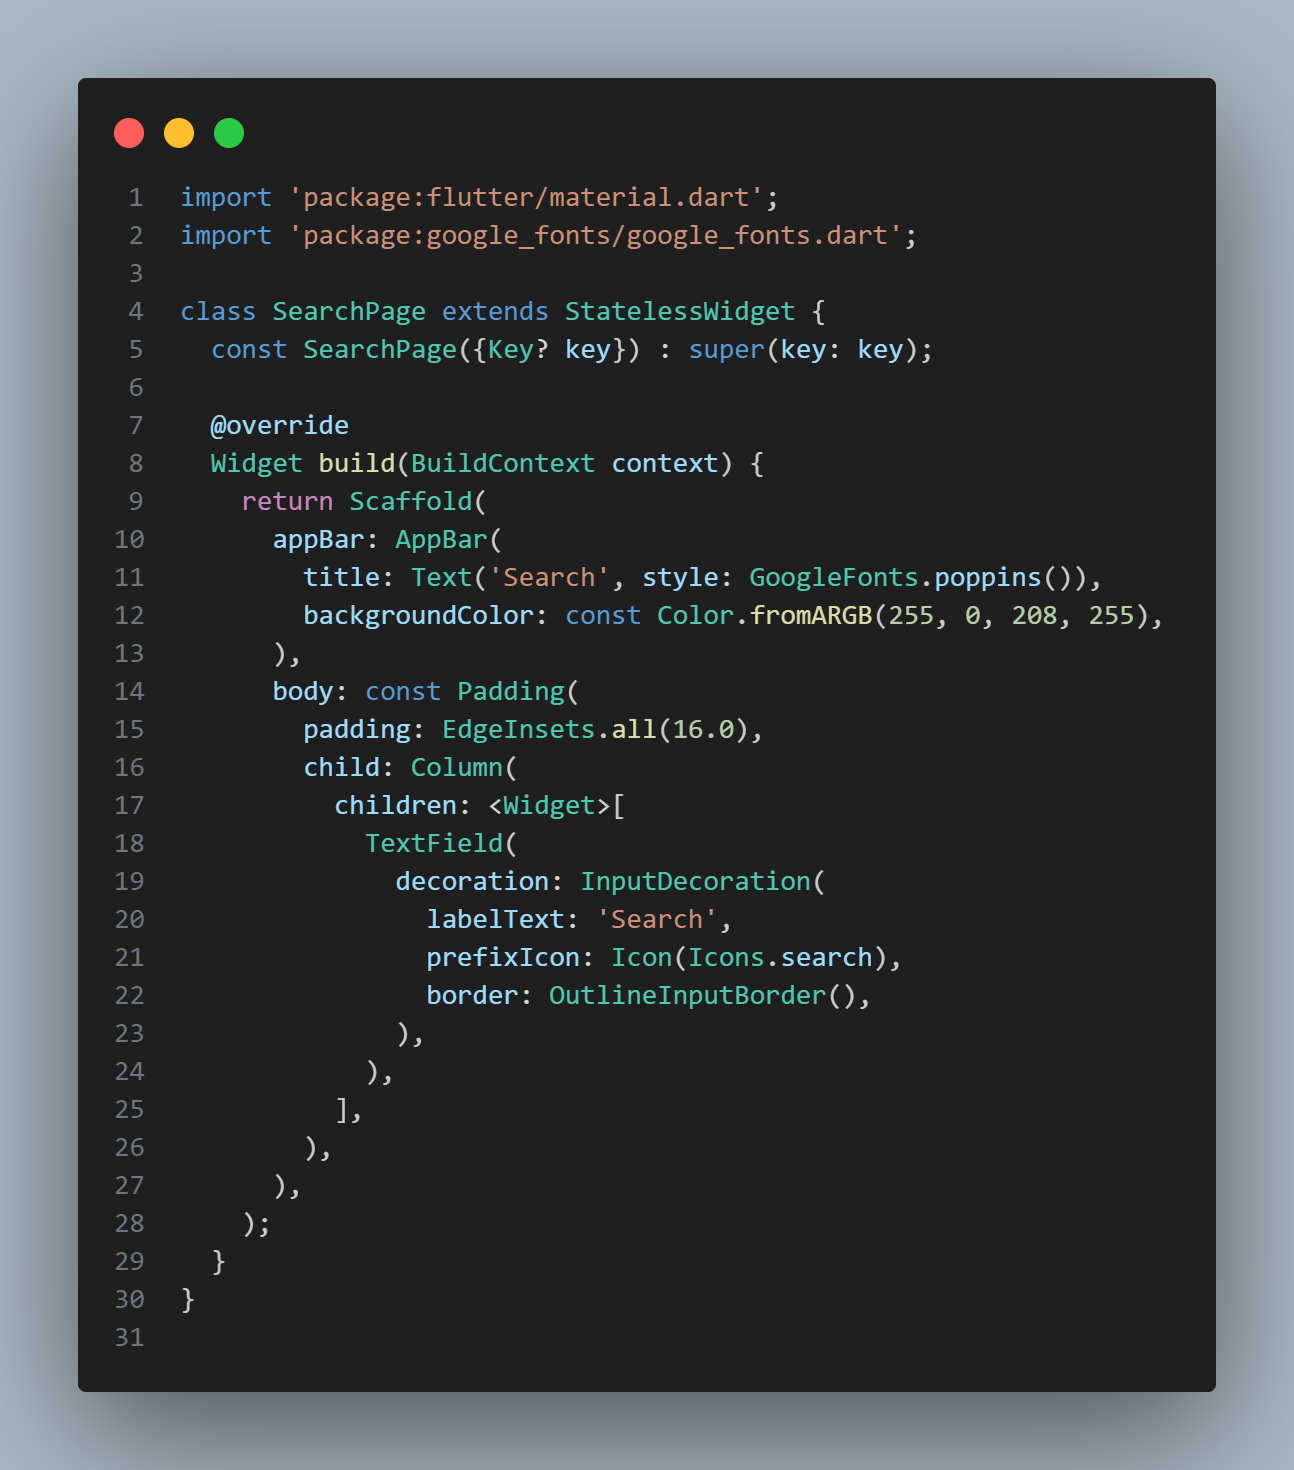 1 import 'package:flutter/material.dart';
2 import 'package:google_fonts/google_fonts.dart';
3
4 class SearchPage extends StatelessWidget {
5   const SearchPage({Key? key}) : super(key: key);
6
7   @override
8   Widget build(BuildContext context) {
9     return Scaffold(
10       appBar: AppBar(
11         title: Text('Search', style: GoogleFonts.poppins()),
12         backgroundColor: const Color.fromARGB(255, 0, 208, 255),
13       ),
14       body: const Padding(
15         padding: EdgeInsets.all(16.0),
16         child: Column(
17           children: <Widget>[
18             TextField(
19               decoration: InputDecoration(
20                 labelText: 'Search',
21                 prefixIcon: Icon(Icons.search),
22                 border: OutlineInputBorder(),
23               ),
24             ),
25           ],
26         ),
27       ),
28     );
29   }
30 }
31